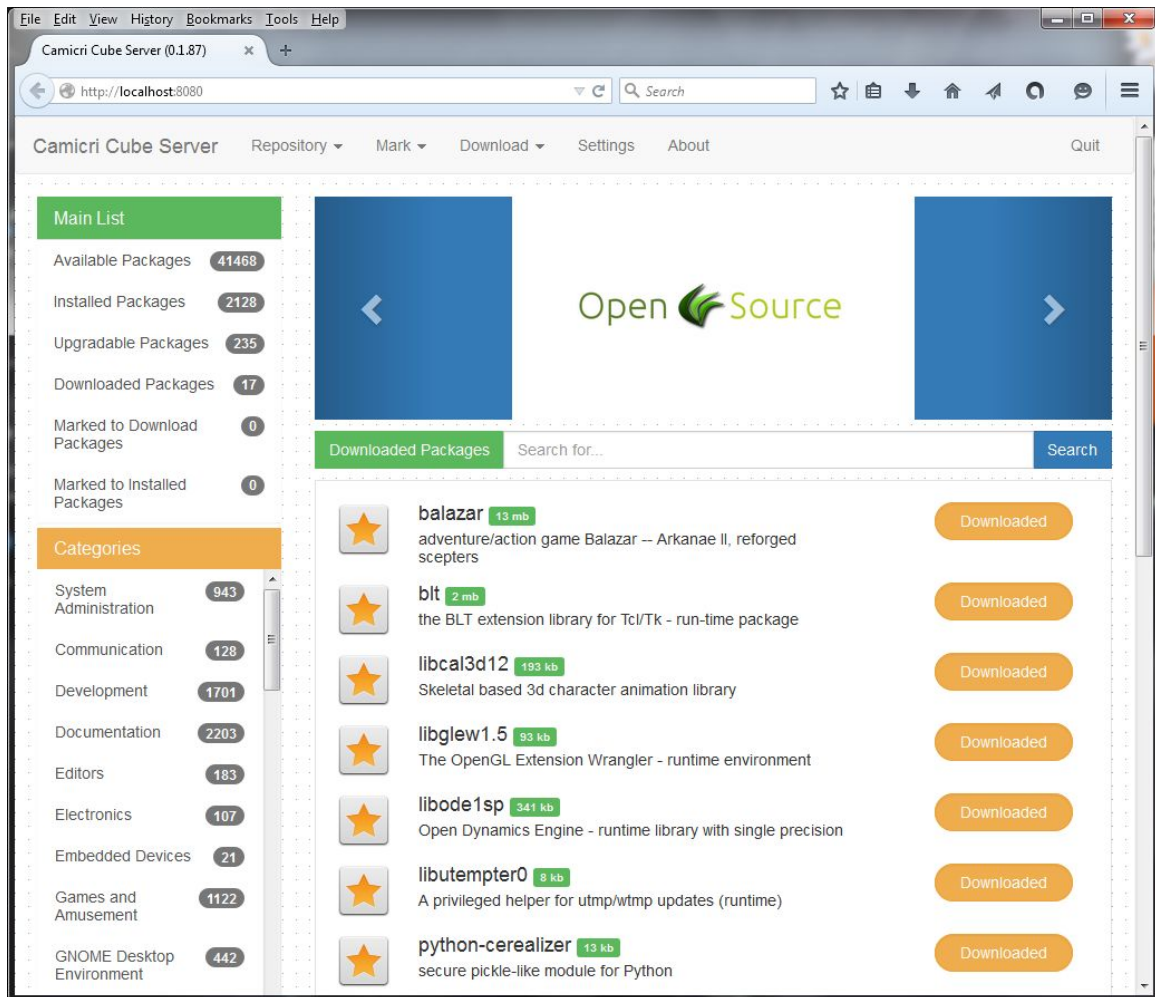 File Edit View History Bookmarks Tools Help
Camicri Cube Server (0.1.87)
http://localhost:8080
Search
Camicri Cube Server Repository Mark Download Settings About Quit
Main List
Available Packages 41468
Installed Packages 2128
Upgradable Packages 235
Downloaded Packages 17
Marked to Download
Packages
0
Marked to Installed
Packages
0
Categories
System
Administration
943
Communication 128
Development 1701
Documentation 2203
Editors 183
Electronics 107
Embedded Devices 21
Games and
Amusement
1122
GNOME Desktop
Environment
442
Open Source
Downloaded Packages Search for... Search
balazar 13 mb
adventure/action game Balazar -- Arkanae II, reforged
scepters
Downloaded
blt 2 mb
the BLT extension library for Tcl/Tk - run-time package
Downloaded
libcal3d12 193 kb
Skeletal based 3d character animation library
Downloaded
libglew1.5 93 kb
The OpenGL Extension Wrangler - runtime environment
Downloaded
libode1sp 341 kb
Open Dynamics Engine - runtime library with single precision
Downloaded
libutempter0 8 kb
A privileged helper for utmp/wtmp updates (runtime)
Downloaded
python-cerealizer 13 kb
secure pickle-like module for Python
Downloaded